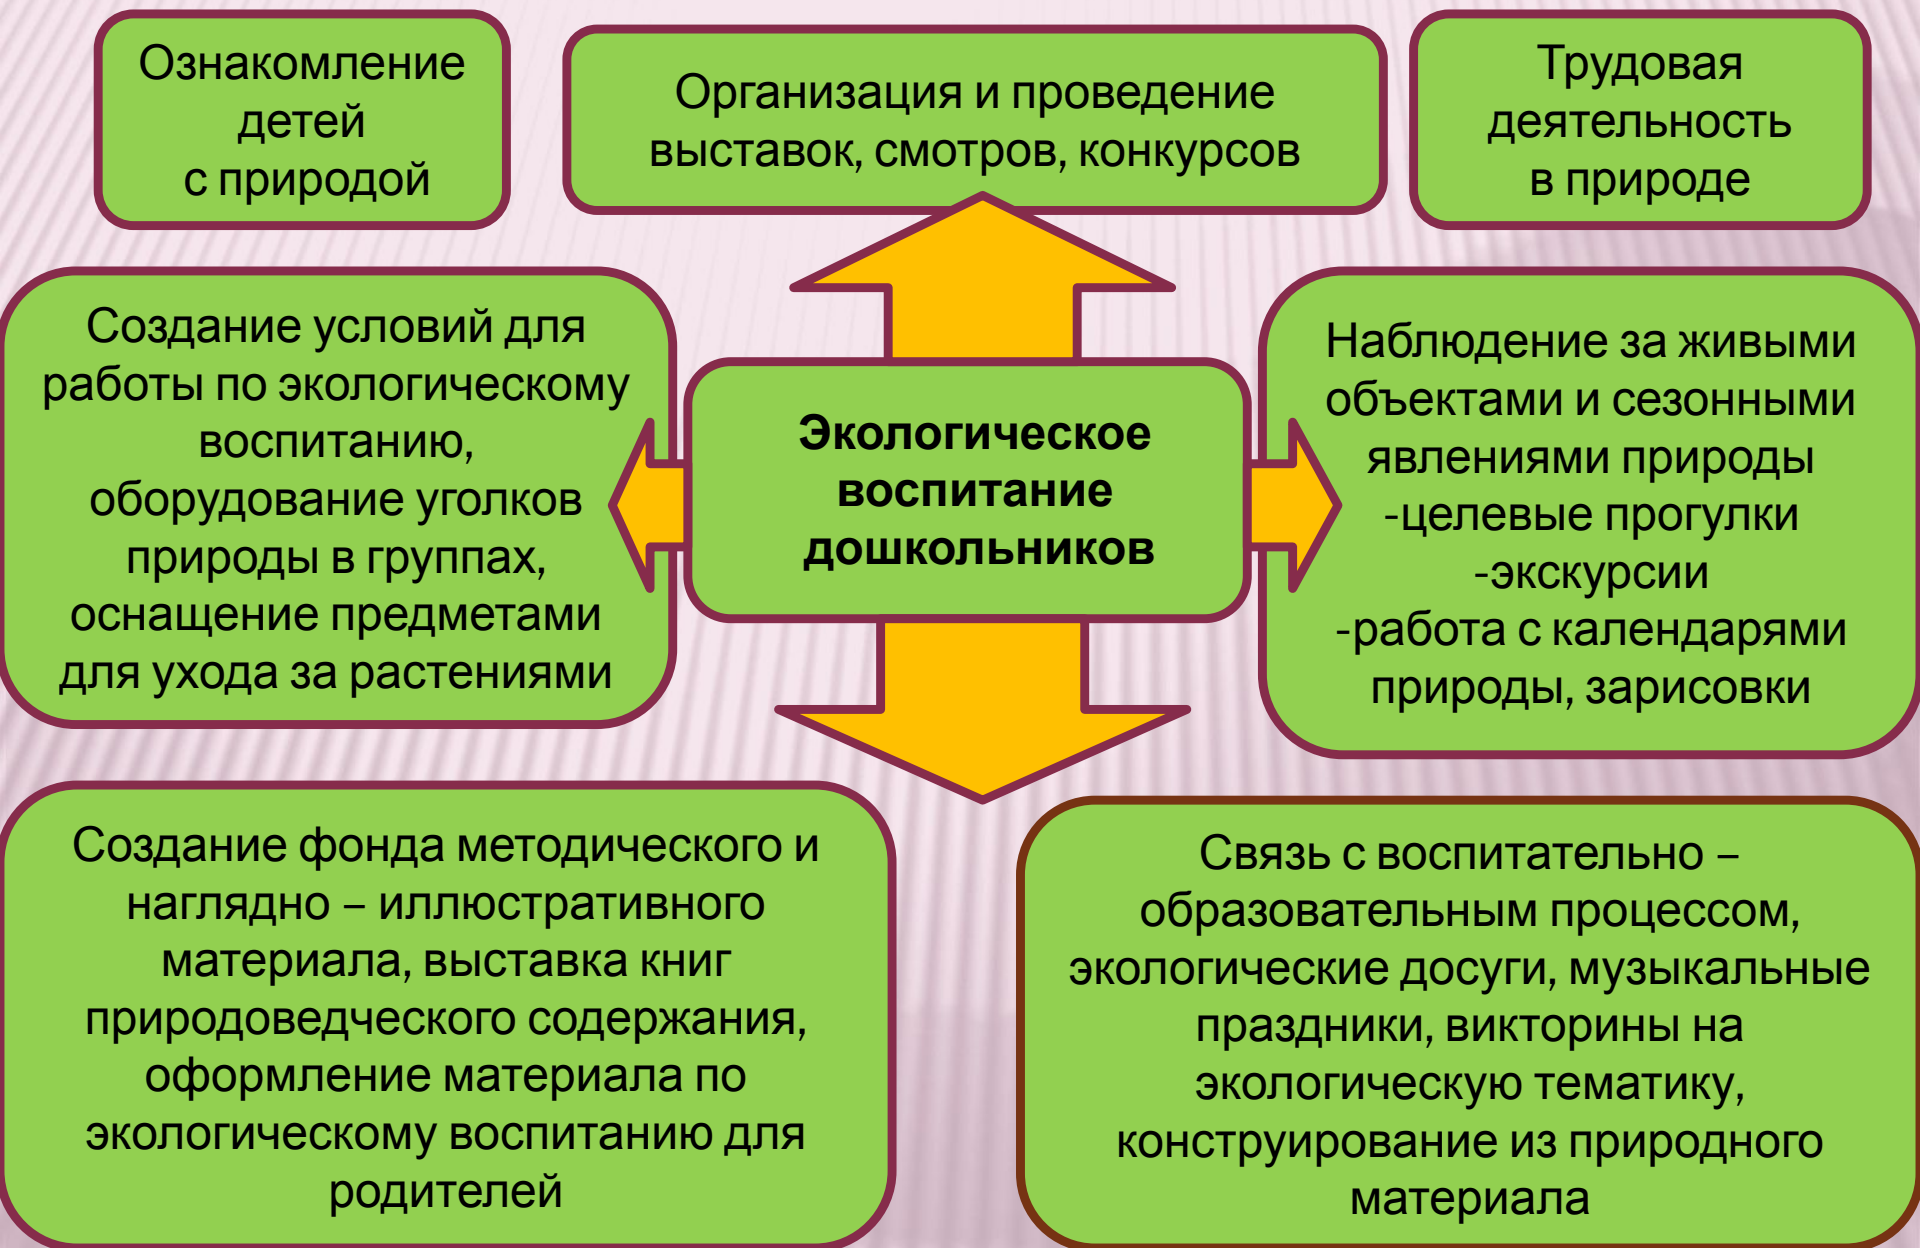 Ознакомление
детей
с природой
Организация и проведение
выставок, смотров, конкурсов
Трудовая
деятельность
в природе
Создание условий для
работы по экологическому
воспитанию,
оборудование уголков
природы в группах,
оснащение предметами
для ухода за растениями
Экологическое
воспитание
дошкольников
Наблюдение за живыми
объектами и сезонными
явлениями природы
-целевые прогулки
-экскурсии
-работа с календарями
природы, зарисовки
Создание фонда методического и
наглядно – иллюстративного
материала, выставка книг
природоведческого содержания,
оформление материала по
экологическому воспитанию для
родителей
Связь с воспитательно –
образовательным процессом,
экологические досуги, музыкальные
праздники, викторины на
экологическую тематику,
конструирование из природного
материала